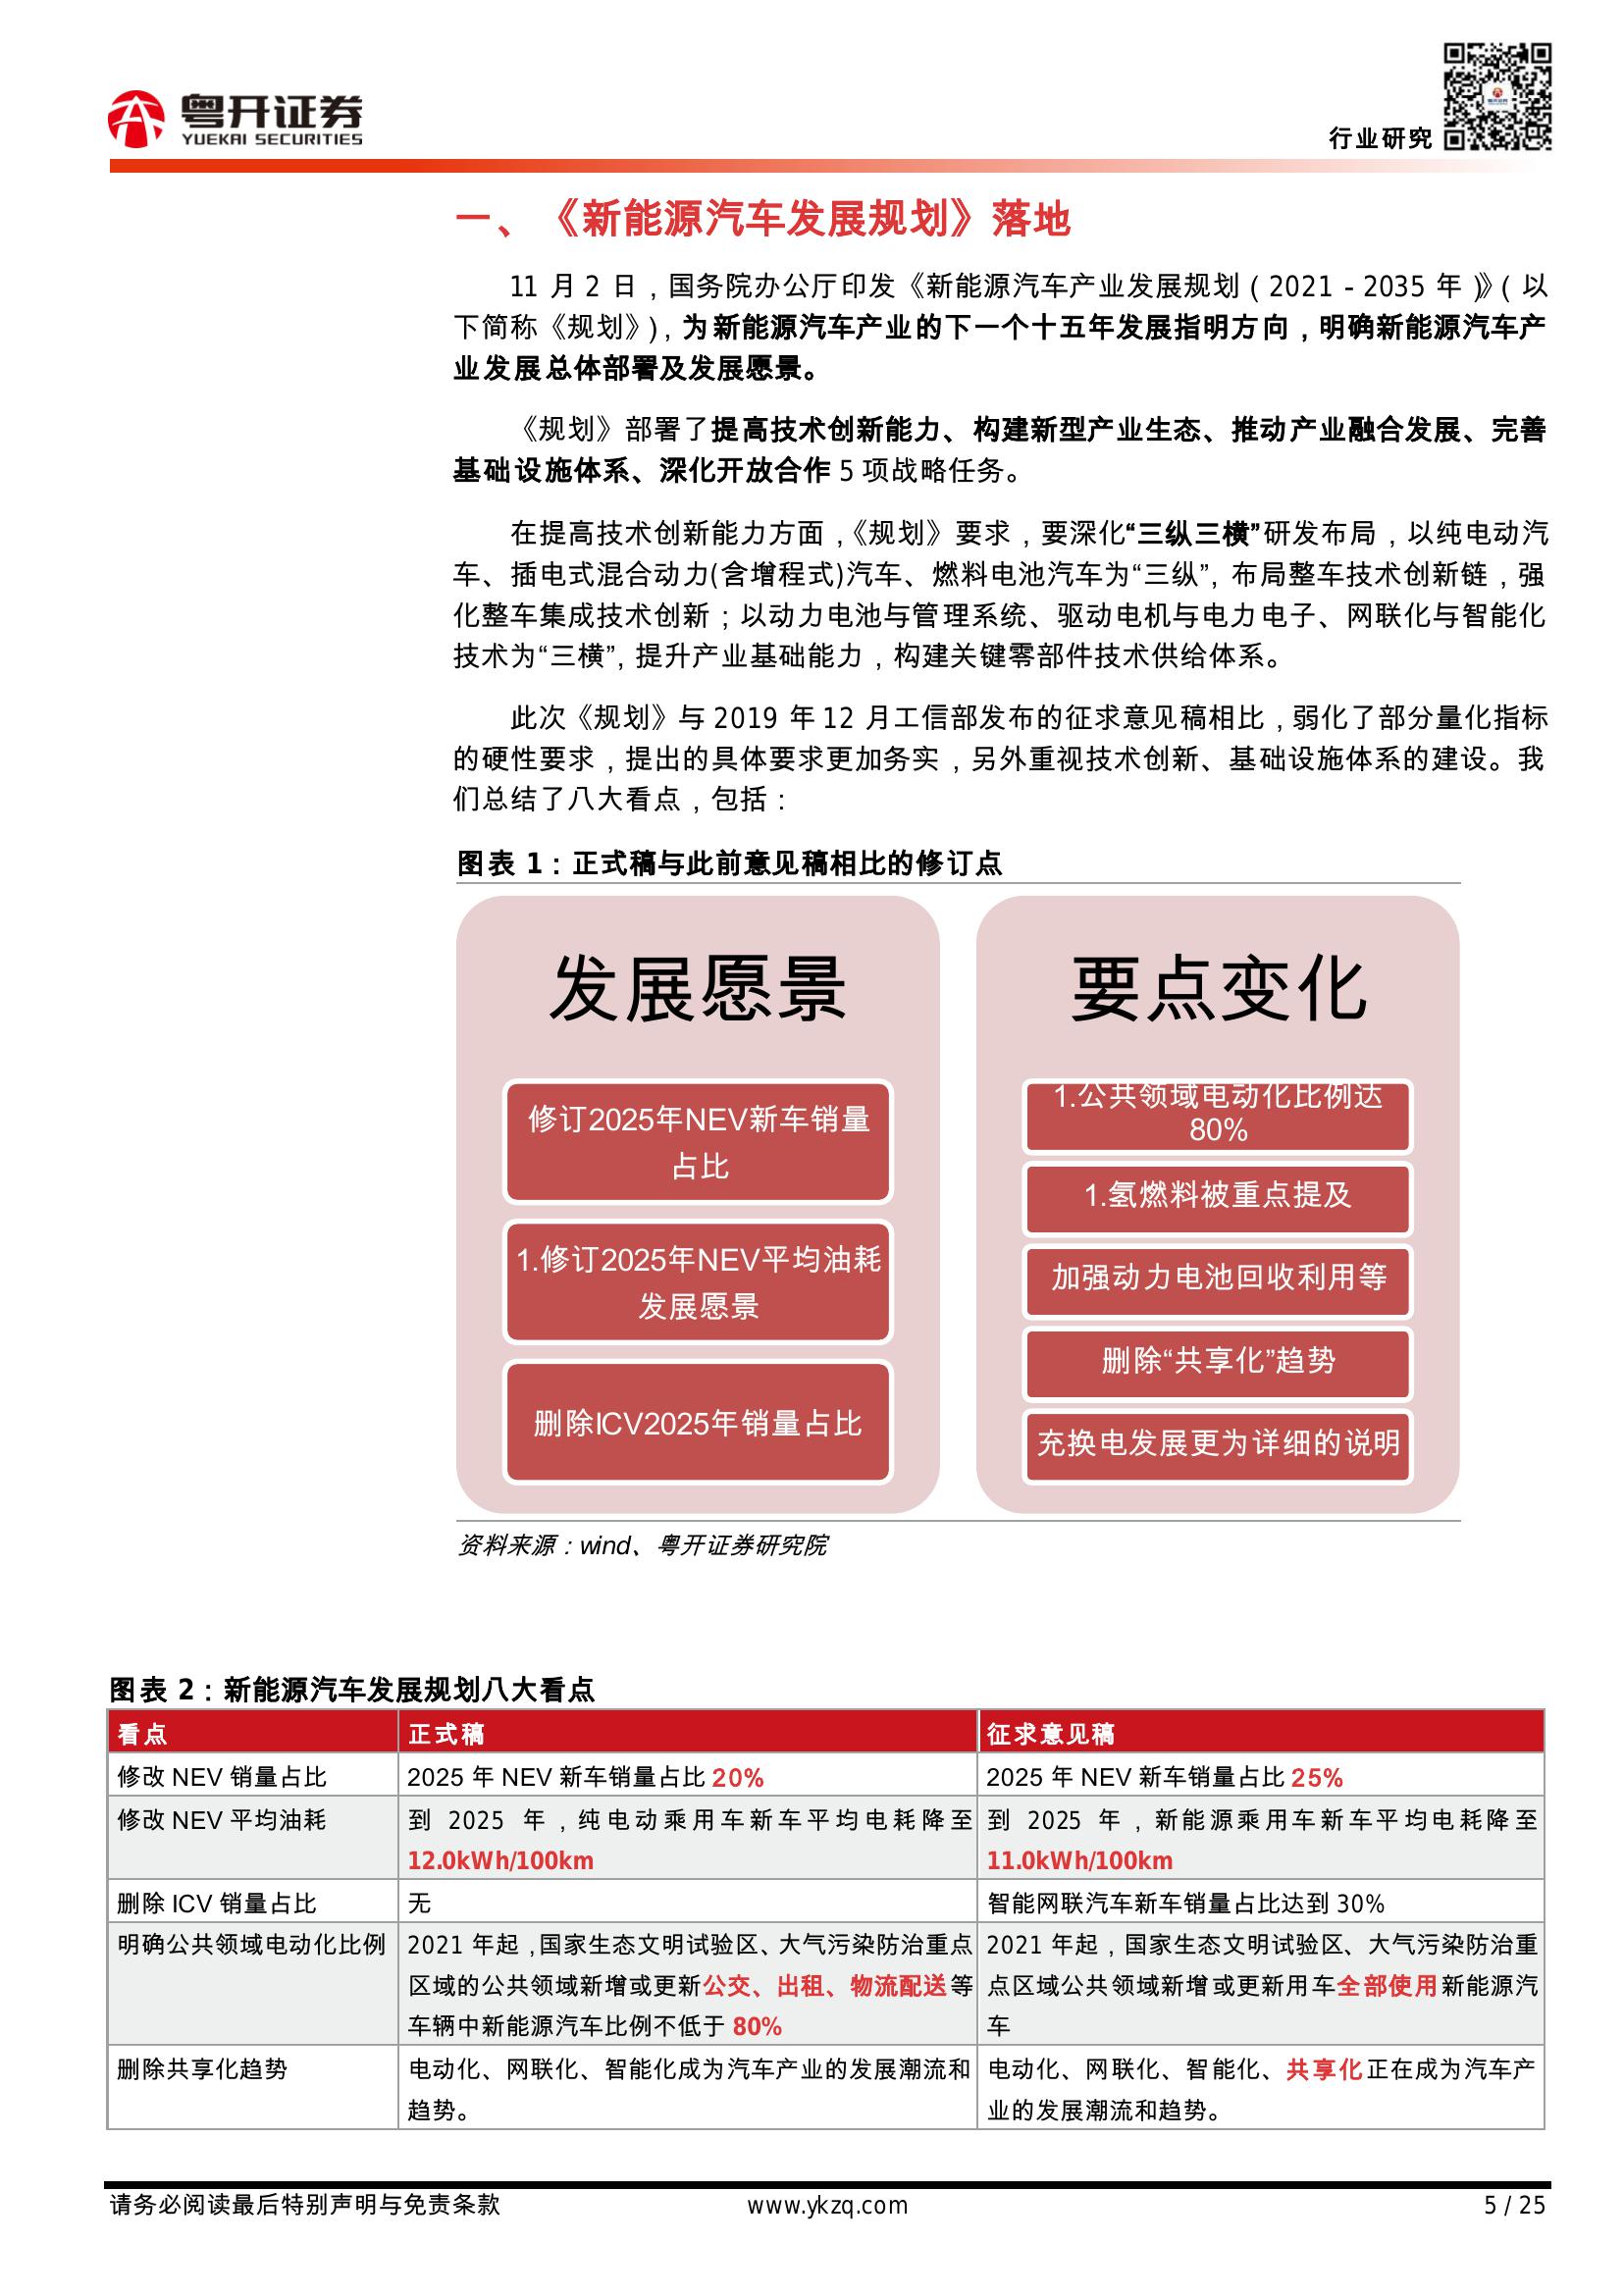 粤开证券
YUEKAI SECURITIES
行业研究
一、《新能源汽车发展规划》落地
11 月 2 日，国务院办公厅印发《新能源汽车产业发展规划（2021－2035 年）》（以
下简称《规划》），为新能源汽车产业的下一个十五年发展指明方向，明确新能源汽车产
业发展总体部署及发展愿景。
《规划》部署了提高技术创新能力、构建新型产业生态、推动产业融合发展、完善
基础设施体系、深化开放合作 5 项战略任务。
在提高技术创新能力方面，《规划》要求，要深化“三纵三横”研发布局，以纯电动汽
车、插电式混合动力(含增程式)汽车、燃料电池汽车为“三纵”，布局整车技术创新链，强
化整车集成技术创新；以动力电池与管理系统、驱动电机与电力电子、网联化与智能化
技术为“三横”，提升产业基础能力，构建关键零部件技术供给体系。
此次《规划》与 2019 年 12 月工信部发布的征求意见稿相比，弱化了部分量化指标
的硬性要求，提出的具体要求更加务实，另外重视技术创新、基础设施体系的建设。我
们总结了八大看点，包括：
图表 1：正式稿与此前意见稿相比的修订点
发展愿景
修订2025年NEV新车销量
占比
1.修订2025年NEV平均油耗
发展愿景
删除ICV2025年销量占比
要点变化
1.公共领域电动化比例达
80%
1.氢燃料被重点提及
加强动力电池回收利用等
删除“共享化”趋势
充换电发展更为详细的说明
资料来源：wind、粤开证券研究院
图表 2：新能源汽车发展规划八大看点
看点 正式稿 征求意见稿
修改 NEV 销量占比 2025 年 NEV 新车销量占比 20% 2025 年 NEV 新车销量占比 25%
修改 NEV 平均油耗 到 2025 年，纯电动乘用车新车平均电耗降至 到 2025 年，新能源乘用车新车平均电耗降至
12.0kWh/100km 11.0kWh/100km
删除 ICV 销量占比 无 智能网联汽车新车销量占比达到 30%
明确公共领域电动化比例 2021 年起，国家生态文明试验区、大气污染防治重点 2021 年起，国家生态文明试验区、大气污染防治重
区域的公共领域新增或更新公交、出租、物流配送等 点区域公共领域新增或更新用车全部使用新能源汽
车辆中新能源汽车比例不低于 80% 车
删除共享化趋势 电动化、网联化、智能化成为汽车产业的发展潮流和 电动化、网联化、智能化、共享化正在成为汽车产
趋势。 业的发展潮流和趋势。
请务必阅读最后特别声明与免责条款 www.ykzq.com 5 / 25